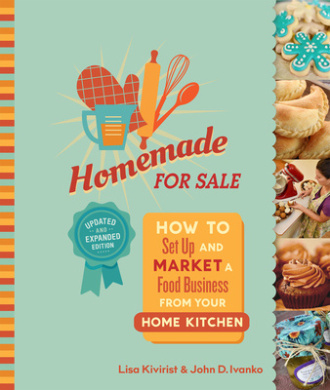 Homemade
FOR SALE
UPDATED
AND
EXPANDED
EDITION
HOW TO
Set Up AND
MARKET A
Food Business
FROM YOUR
HOME KITCHEN
Lisa Kivirist & John D. Ivanko